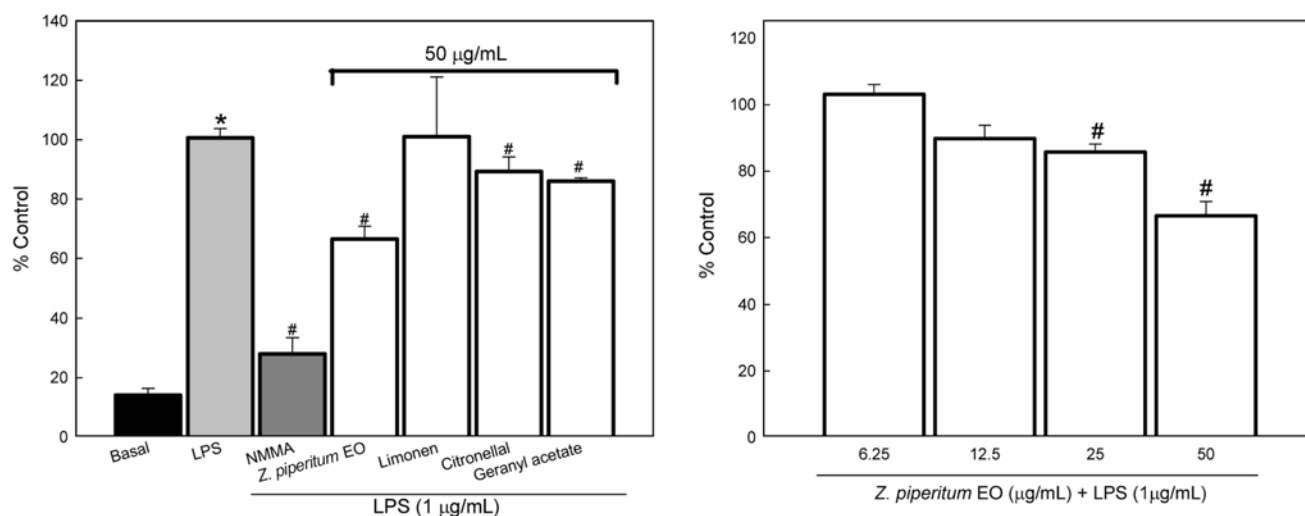 140
120
100
80
60
40
20
0
% Control
50 μg/mL
*
#
#
#
#
Basal
LPS
NMMA
Z. piperitum EO
Limonen
Citronellal
Geranyl acetate
LPS (1 μg/mL)
120
100
80
60
40
20
0
% Control
#
#
6.25 12.5 25 50
Z. piperitum EO (μg/mL) + LPS (1μg/mL)